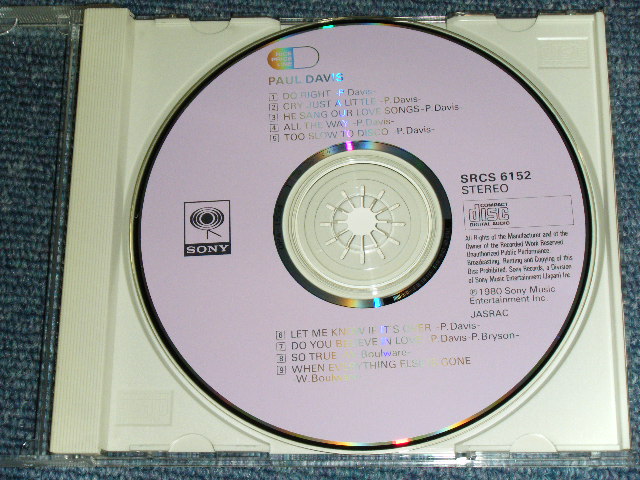 NICE
PRICE
LINE
PAUL DAVIS
1 DO RIGHT -P.Davis-
2 CRY JUST A LITTLE -P.Davis-
3 HE SANG OUR LOVE SONGS -P.Davis-
4 ALL THE WAY -P.Davis-
5 TOO SLOW TO DISCO -P.Davis-
SRCS 6152
STEREO
COMPACT
disc
DIGITAL AUDIO
SONY
All Rights of the Manufacturer and of the
Owner of the Recorded Work Reserved
Unauthorized Public Performance.
Broadcasting, Renting and Copying of this
Disc Prohibited. Sony Records, a Division
of Sony Music Entertainment (Japan) Inc.
℗ 1980 Sony Music
Entertainment Inc.
JASRAC
6 LET ME KNOW IF IT'S OVER -P.Davis-
7 DO YOU BELIEVE IN LOVE -P.Davis-P.Bryson-
8 SO TRUE -W.Boulware-
9 WHEN EVERYTHING ELSE IS GONE
-W.Boulware-